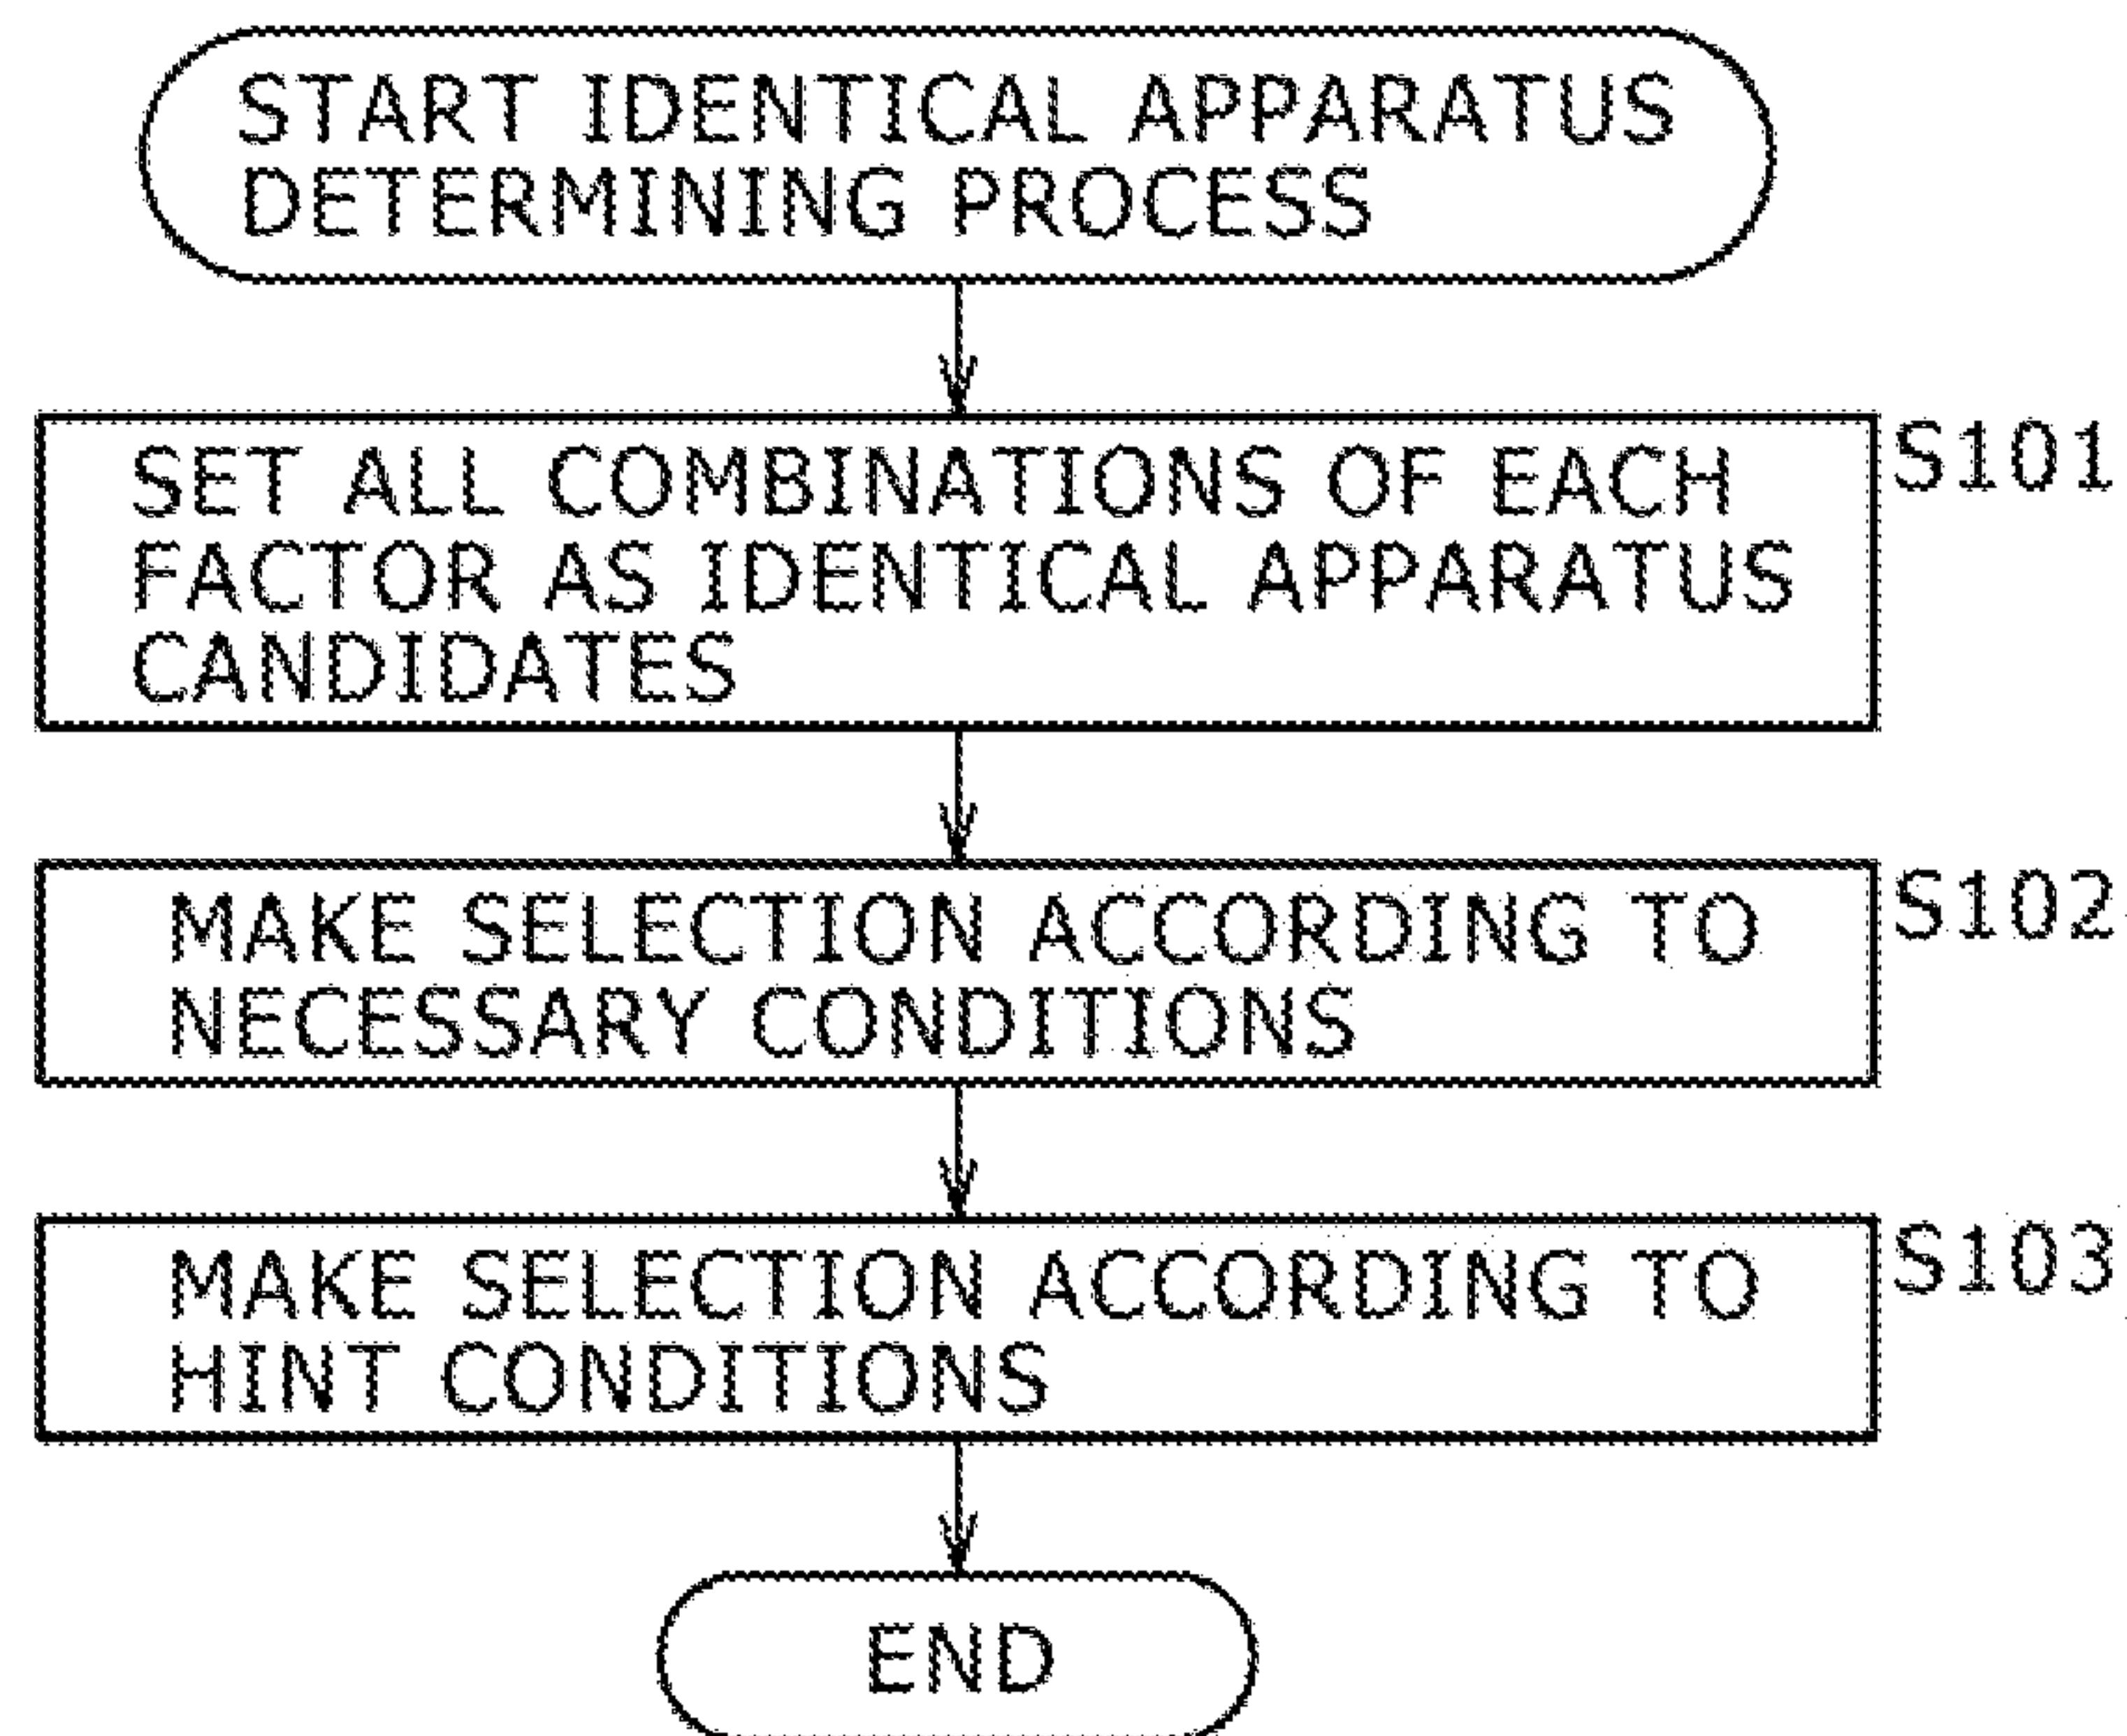 START IDENTICAL APPARATUS
DETERMINING PROCESS
SET ALL COMBINATIONS OF EACH
FACTOR AS IDENTICAL APPARATUS
CANDIDATES
S101
MAKE SELECTION ACCORDING TO
NECESSARY CONDITIONS
S102
MAKE SELECTION ACCORDING TO
HINT CONDITIONS
S103
END